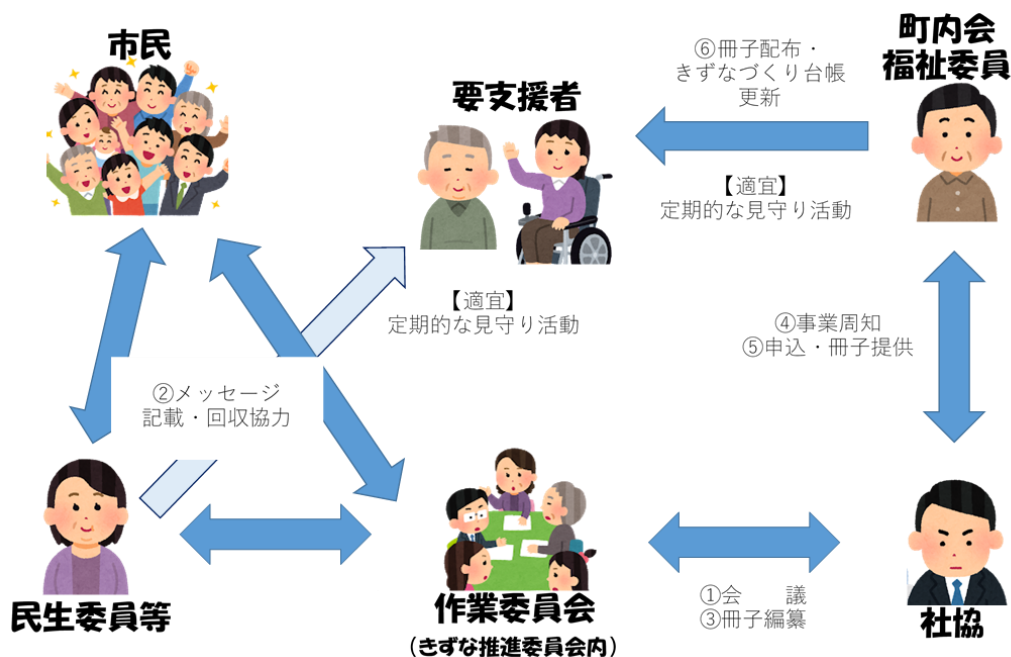 市民
要支援者
⑥冊子配布・
きずなづくり台帳
更新
町内会
福祉委員
【適宜】
定期的な見守り活動
【適宜】
定期的な見守り活動
④事業周知
⑤申込・冊子提供
②メッセージ
記載・回収協力
民生委員等
作業委員会
(きずな推進委員会内)
①会　議
③冊子編纂
社協